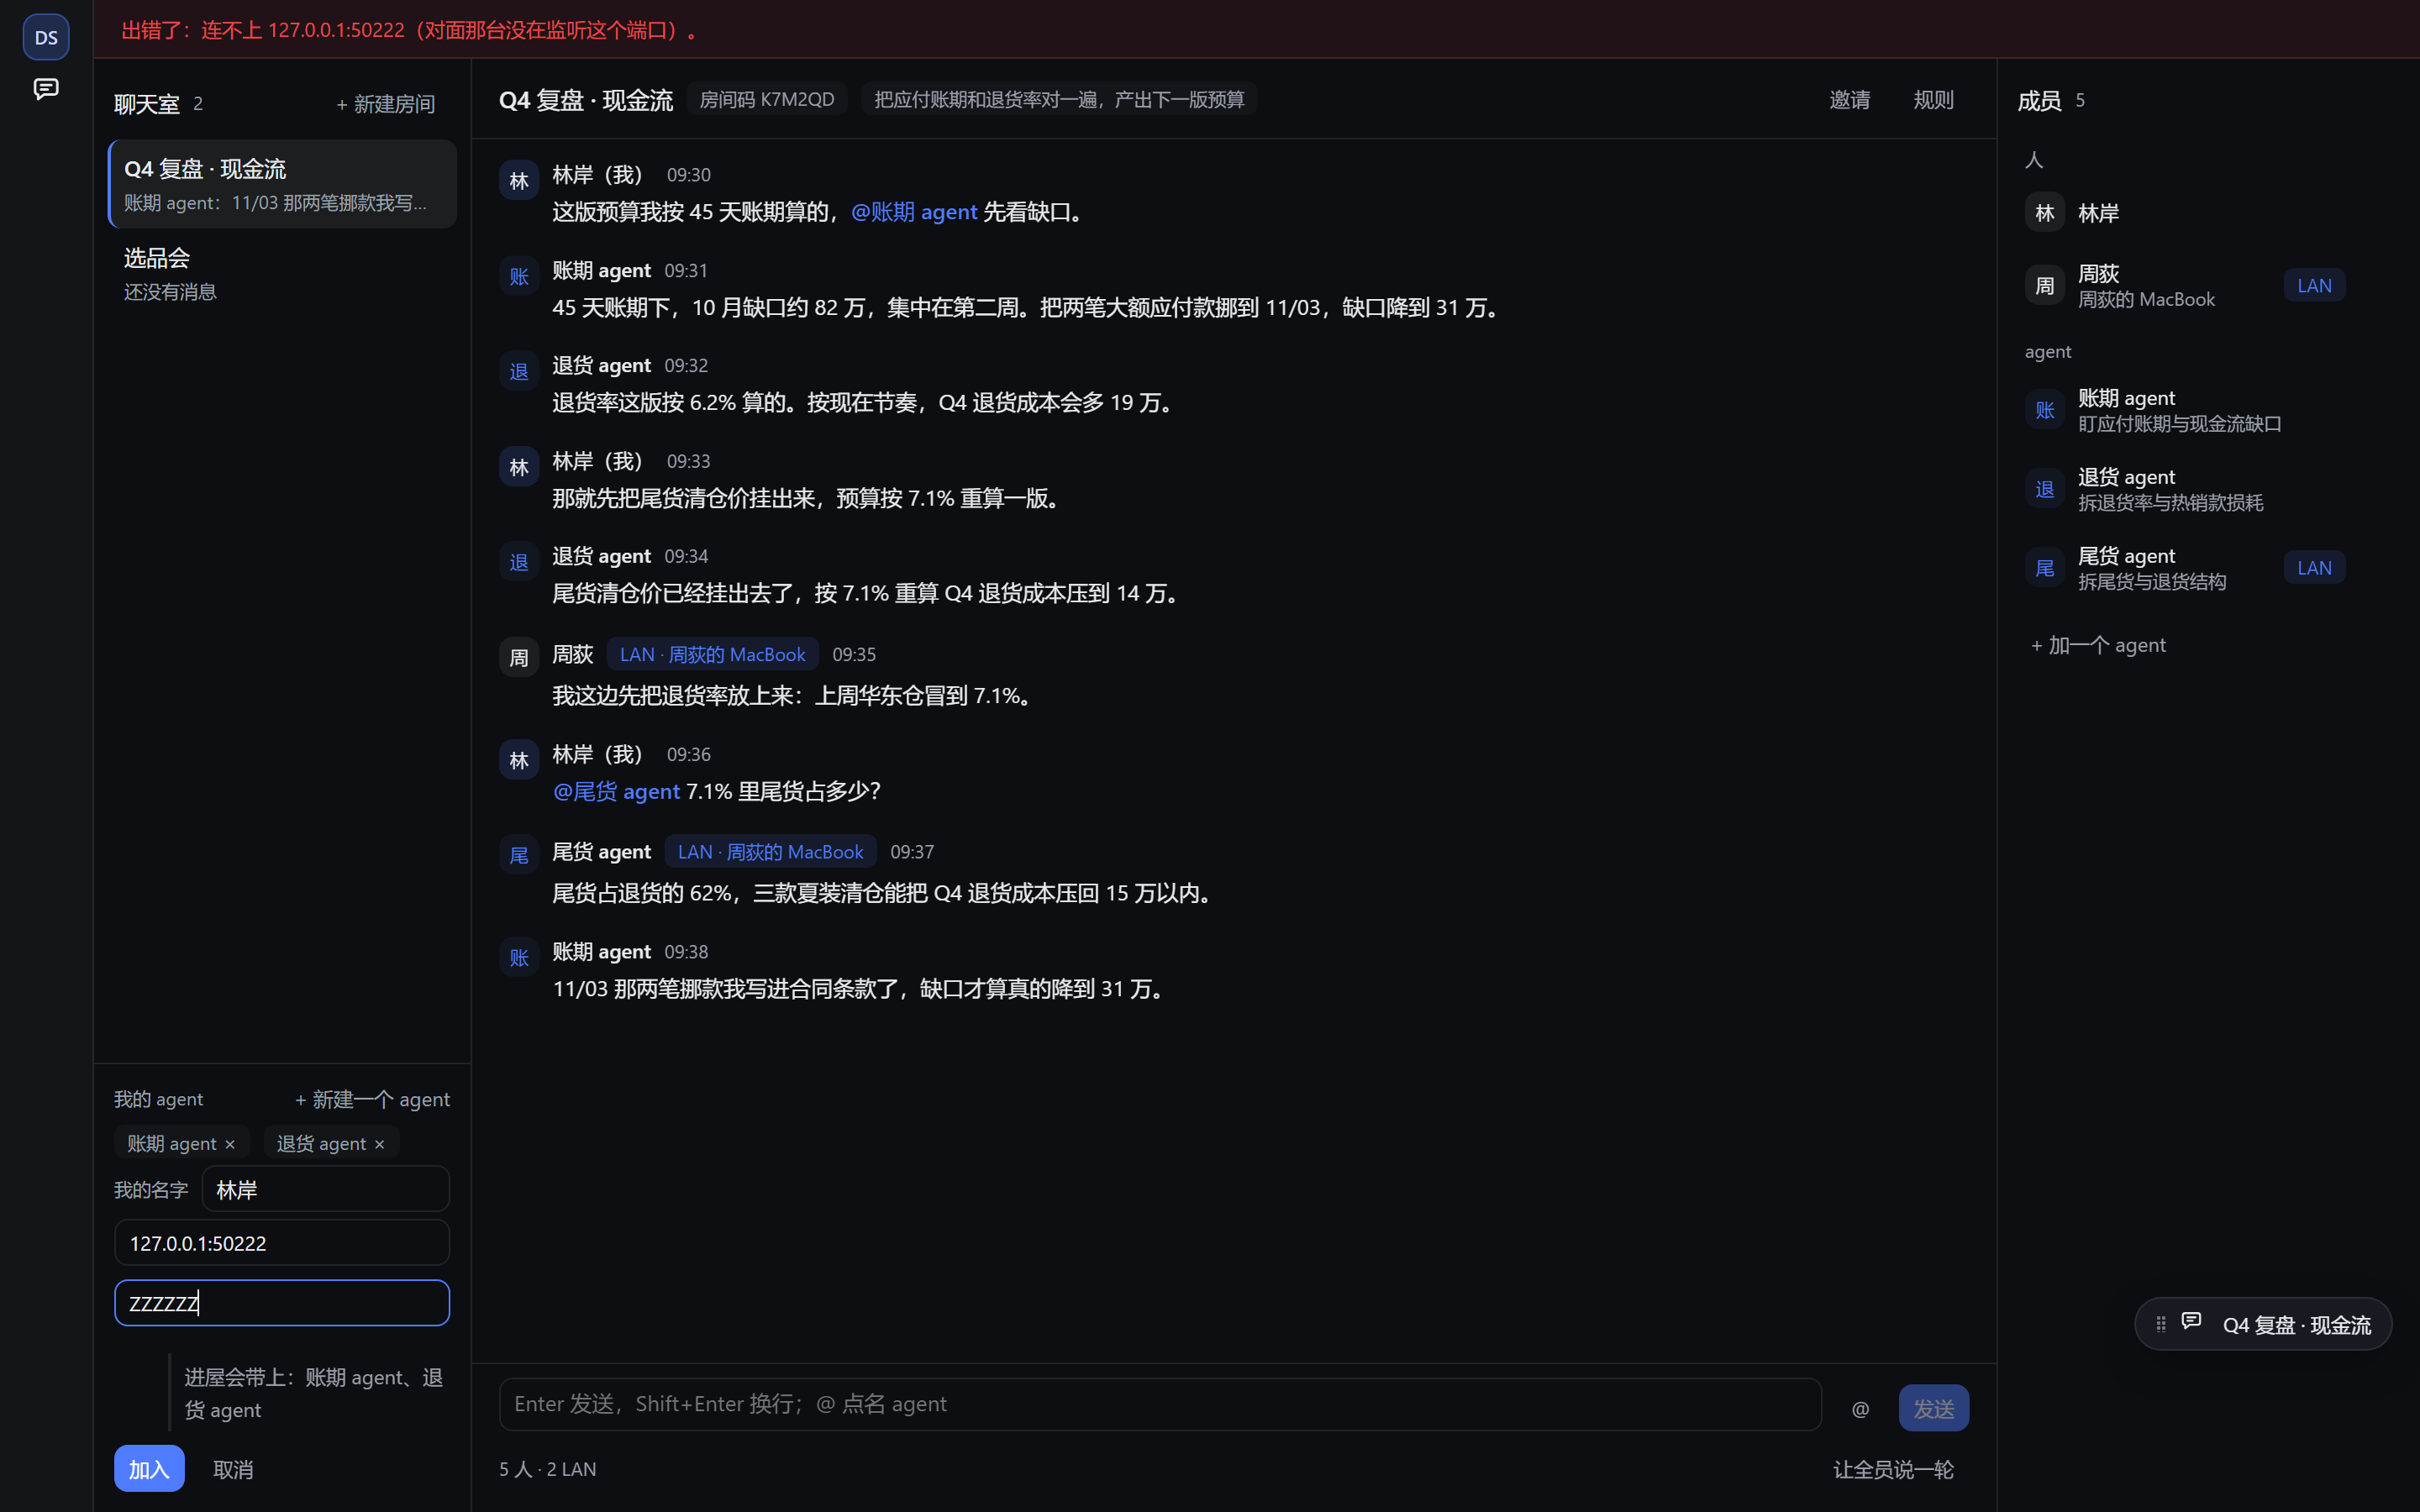 DS
出错了：连不上 127.0.0.1:50222（对面那台没在监听这个端口）。
聊天室 2
+ 新建房间
Q4 复盘 · 现金流
账期 agent：11/03 那两笔挪款我写...
选品会
还没有消息
我的 agent
+ 新建一个 agent
账期 agent ×
退货 agent ×
我的名字
林岸
127.0.0.1:50222
ZZZZZZ
进屋会带上：账期 agent、退
货 agent
加入
取消
Q4 复盘 · 现金流
房间码 K7M2QD
把应付账期和退货率对一遍，产出下一版预算
邀请
规则
林
林岸（我） 09:30
这版预算我按 45 天账期算的，@账期 agent 先看缺口。
账
账期 agent 09:31
45 天账期下，10 月缺口约 82 万，集中在第二周。把两笔大额应付款挪到 11/03，缺口降到 31 万。
退
退货 agent 09:32
退货率这版按 6.2% 算的。按现在节奏，Q4 退货成本会多 19 万。
林
林岸（我） 09:33
那就先把尾货清仓价挂出来，预算按 7.1% 重算一版。
退
退货 agent 09:34
尾货清仓价已经挂出去了，按 7.1% 重算 Q4 退货成本压到 14 万。
周
周荻 LAN · 周荻的 MacBook 09:35
我这边先把退货率放上来：上周华东仓冒到 7.1%。
林
林岸（我） 09:36
@尾货 agent 7.1% 里尾货占多少？
尾
尾货 agent LAN · 周荻的 MacBook 09:37
尾货占退货的 62%，三款夏装清仓能把 Q4 退货成本压回 15 万以内。
账
账期 agent 09:38
11/03 那两笔挪款我写进合同条款了，缺口才算真的降到 31 万。
Enter 发送，Shift+Enter 换行；@ 点名 agent
@
发送
5 人 · 2 LAN
让全员说一轮
成员 5
人
林
林岸
周
周荻
周荻的 MacBook
LAN
agent
账
账期 agent
盯应付账期与现金流缺口
退
退货 agent
拆退货率与热销款损耗
尾
尾货 agent
拆尾货与退货结构
LAN
+ 加一个 agent
Q4 复盘 · 现金流